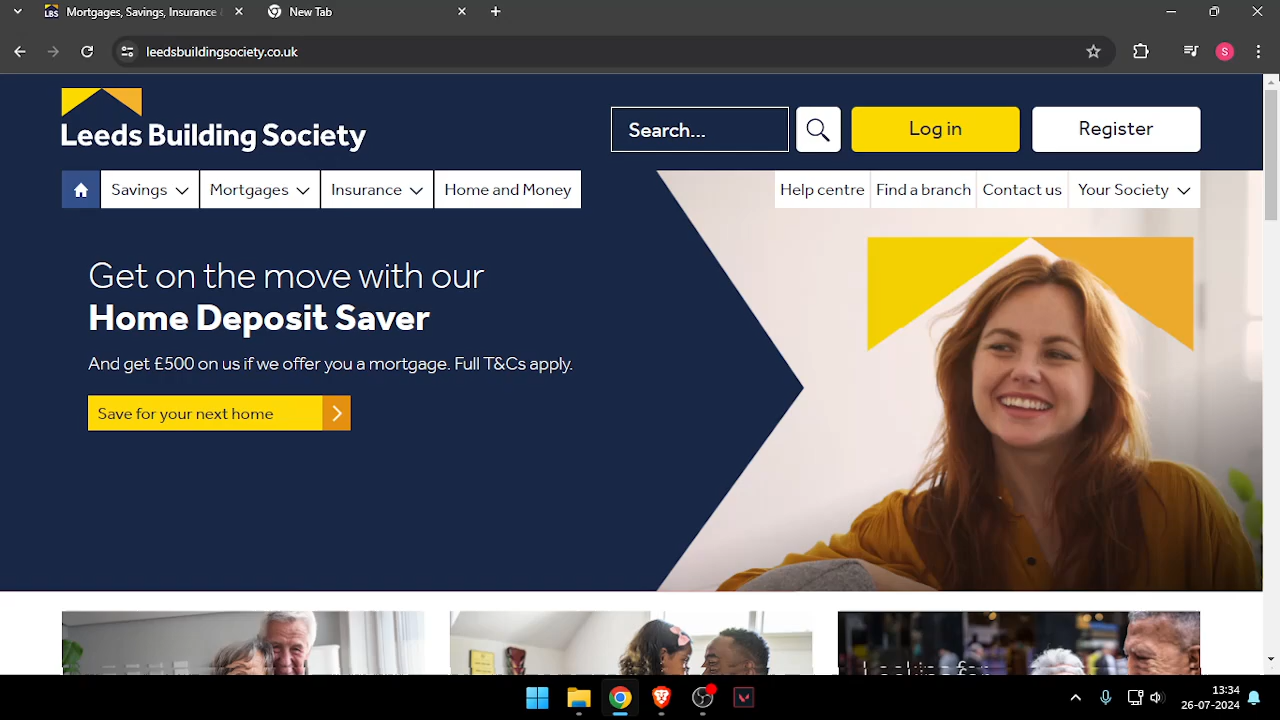 LBS Mortgages, Savings, Insurance
New Tab
leedsbuildingsociety.co.uk
S
Leeds Building Society
Search...
Log in
Register
Savings
Mortgages
Insurance
Home and Money
Help centre
Find a branch
Contact us
Your Society
Get on the move with our
Home Deposit Saver
And get £500 on us if we offer you a mortgage. Full T&Cs apply.
Save for your next home
Looking for
13:34
26-07-2024